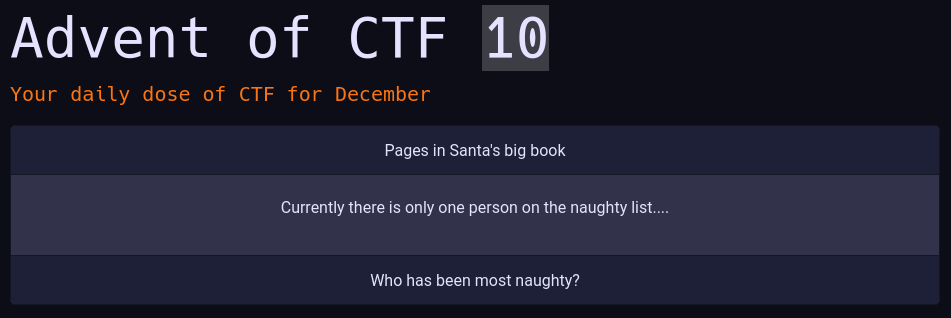 Advent of CTF 10
Your daily dose of CTF for December
Pages in Santa's big book
Currently there is only one person on the naughty list....
Who has been most naughty?